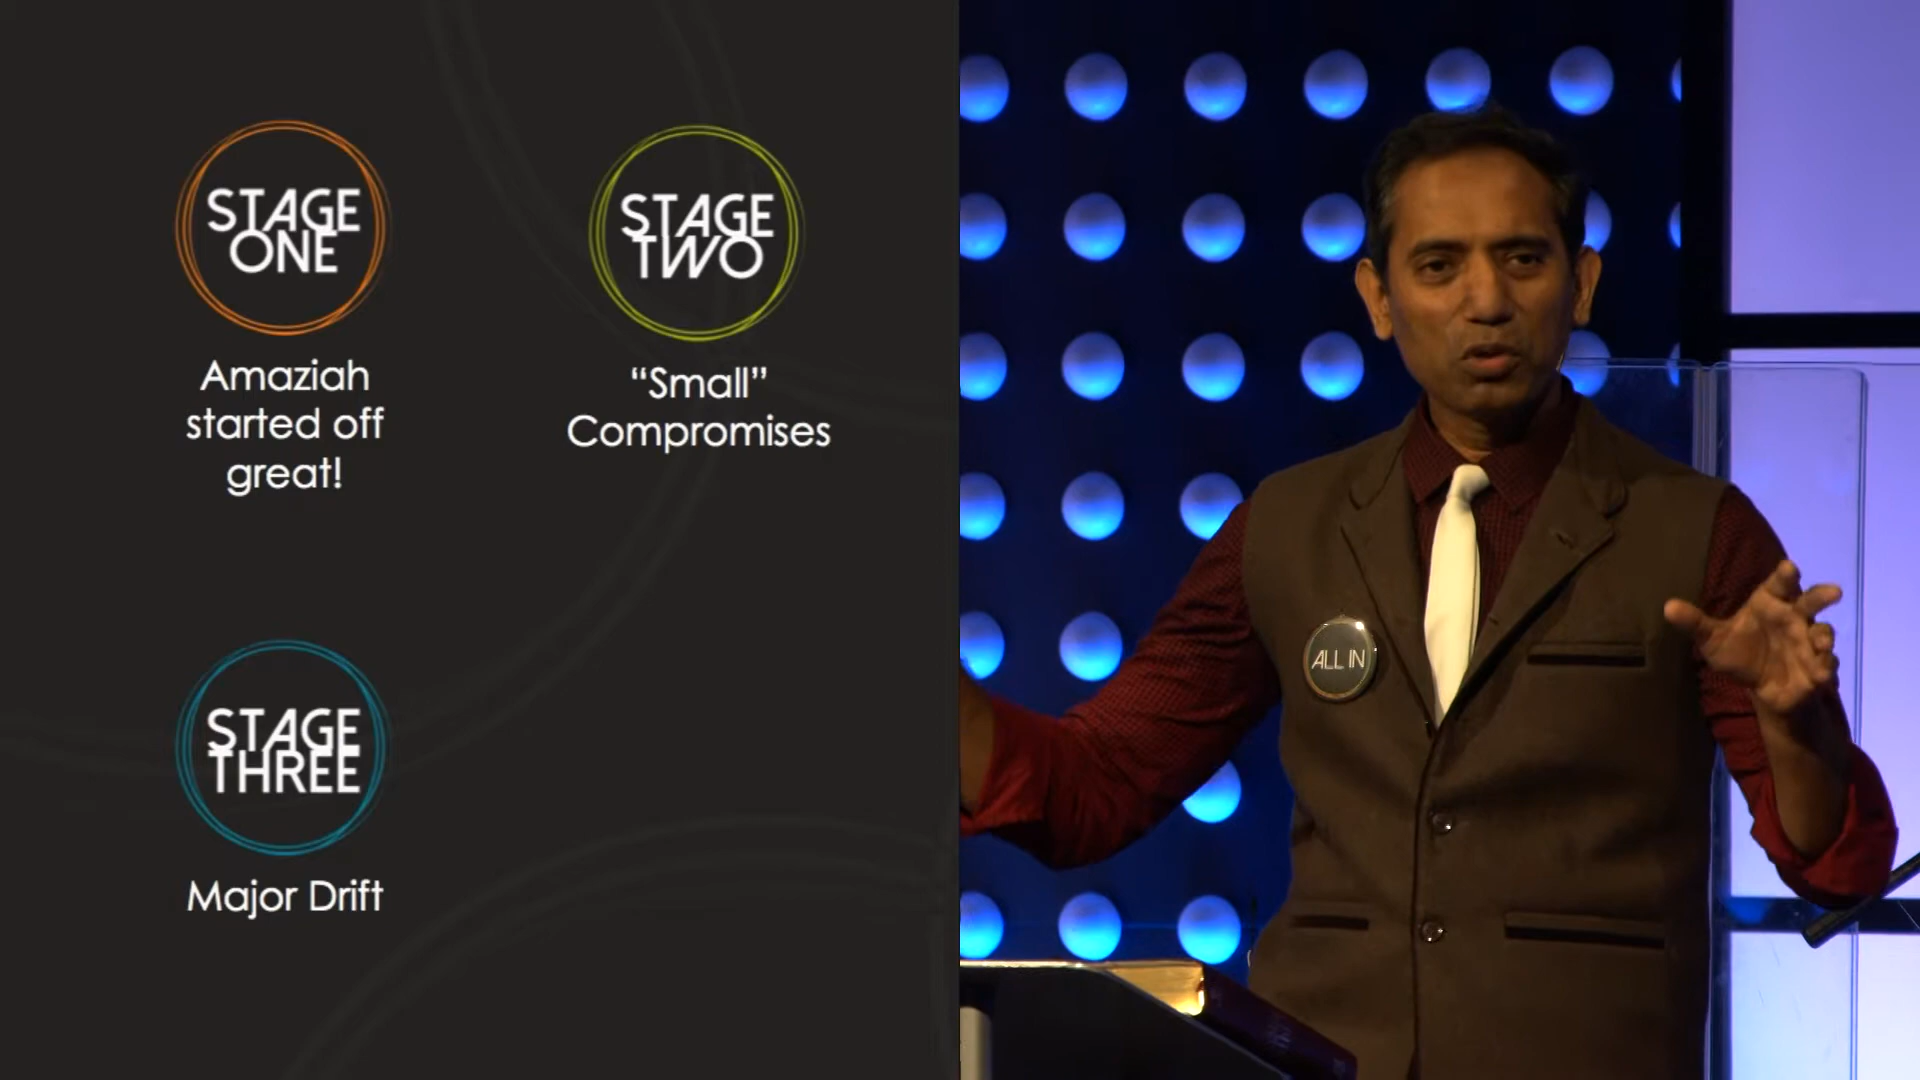 STAGE
ONE
Amaziah
started off
great!
STAGE
TWO
“Small”
Compromises
STAGE
THREE
Major Drift
ALL IN